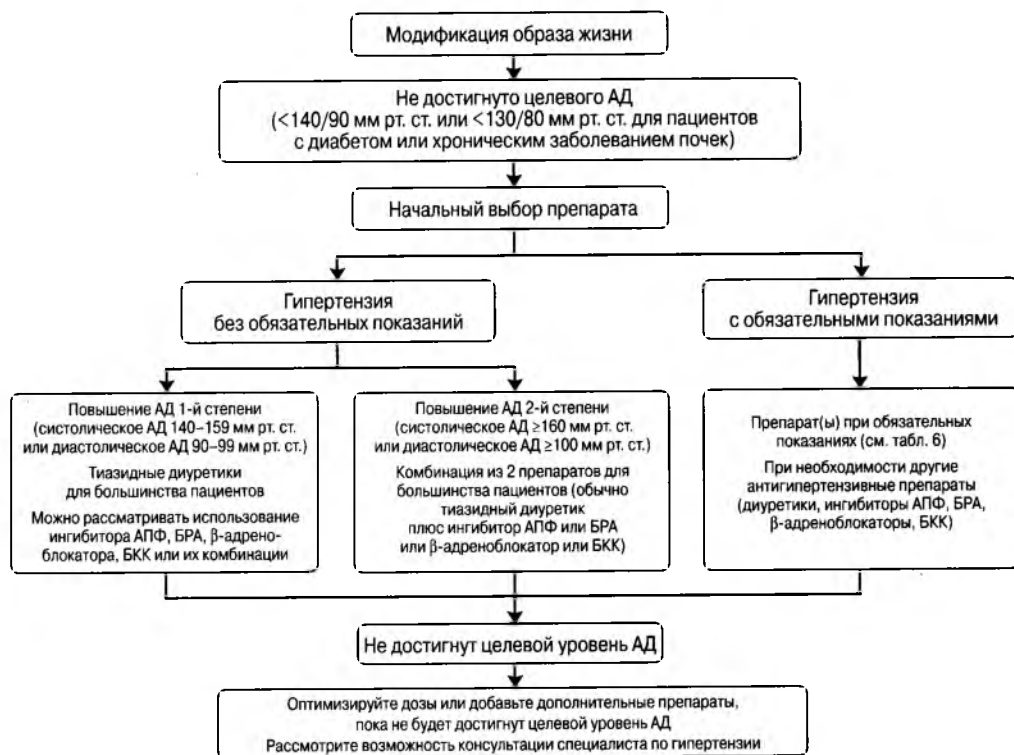 Модификация образа жизни
Не достигнуто целевого АД
(<140/90 мм рт. ст. или <130/80 мм рт. ст. для пациентов
с диабетом или хроническим заболеванием почек)
Начальный выбор препарата
Гипертензия
без обязательных показаний
Гипертензия
с обязательными показаниями
Повышение АД 1-й степени
(систолическое АД 140–159 мм рт. ст.
или диастолическое АД 90–99 мм рт. ст.)
Тиазидные диуретики
для большинства пациентов
Можно рассматривать использование
ингибитора АПФ, БРА, β-адрено-
блокатора, БКК или их комбинации
Повышение АД 2-й степени
(систолическое АД ≥160 мм рт. ст.
или диастолическое АД ≥100 мм рт. ст.)
Комбинация из 2 препаратов для
большинства пациентов (обычно
тиазидный диуретик
плюс ингибитор АПФ или БРА
или β-адреноблокатор или БКК)
Препарат(ы) при обязательных
показаниях (см. табл. 6)
При необходимости другие
антигипертензивные препараты
(диуретики, ингибиторы АПФ, БРА,
β-адреноблокаторы, БКК)
Не достигнут целевой уровень АД
Оптимизируйте дозы или добавьте дополнительные препараты,
пока не будет достигнут целевой уровень АД
Рассмотрите возможность консультации специалиста по гипертензии